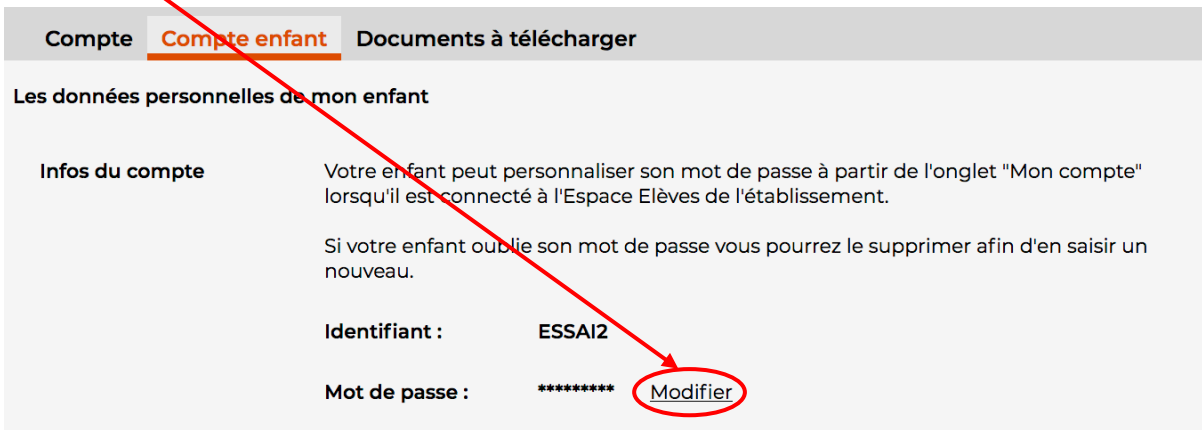 Compte Compte enfant Documents à télécharger
Les données personnelles de mon enfant
Infos du compte
Votre enfant peut personnaliser son mot de passe à partir de l'onglet "Mon compte"
lorsqu'il est connecté à l'Espace Elèves de l'établissement.
Si votre enfant oublie son mot de passe vous pourrez le supprimer afin d'en saisir un
nouveau.
Identifiant : ESSAI2
Mot de passe : ********* Modifier